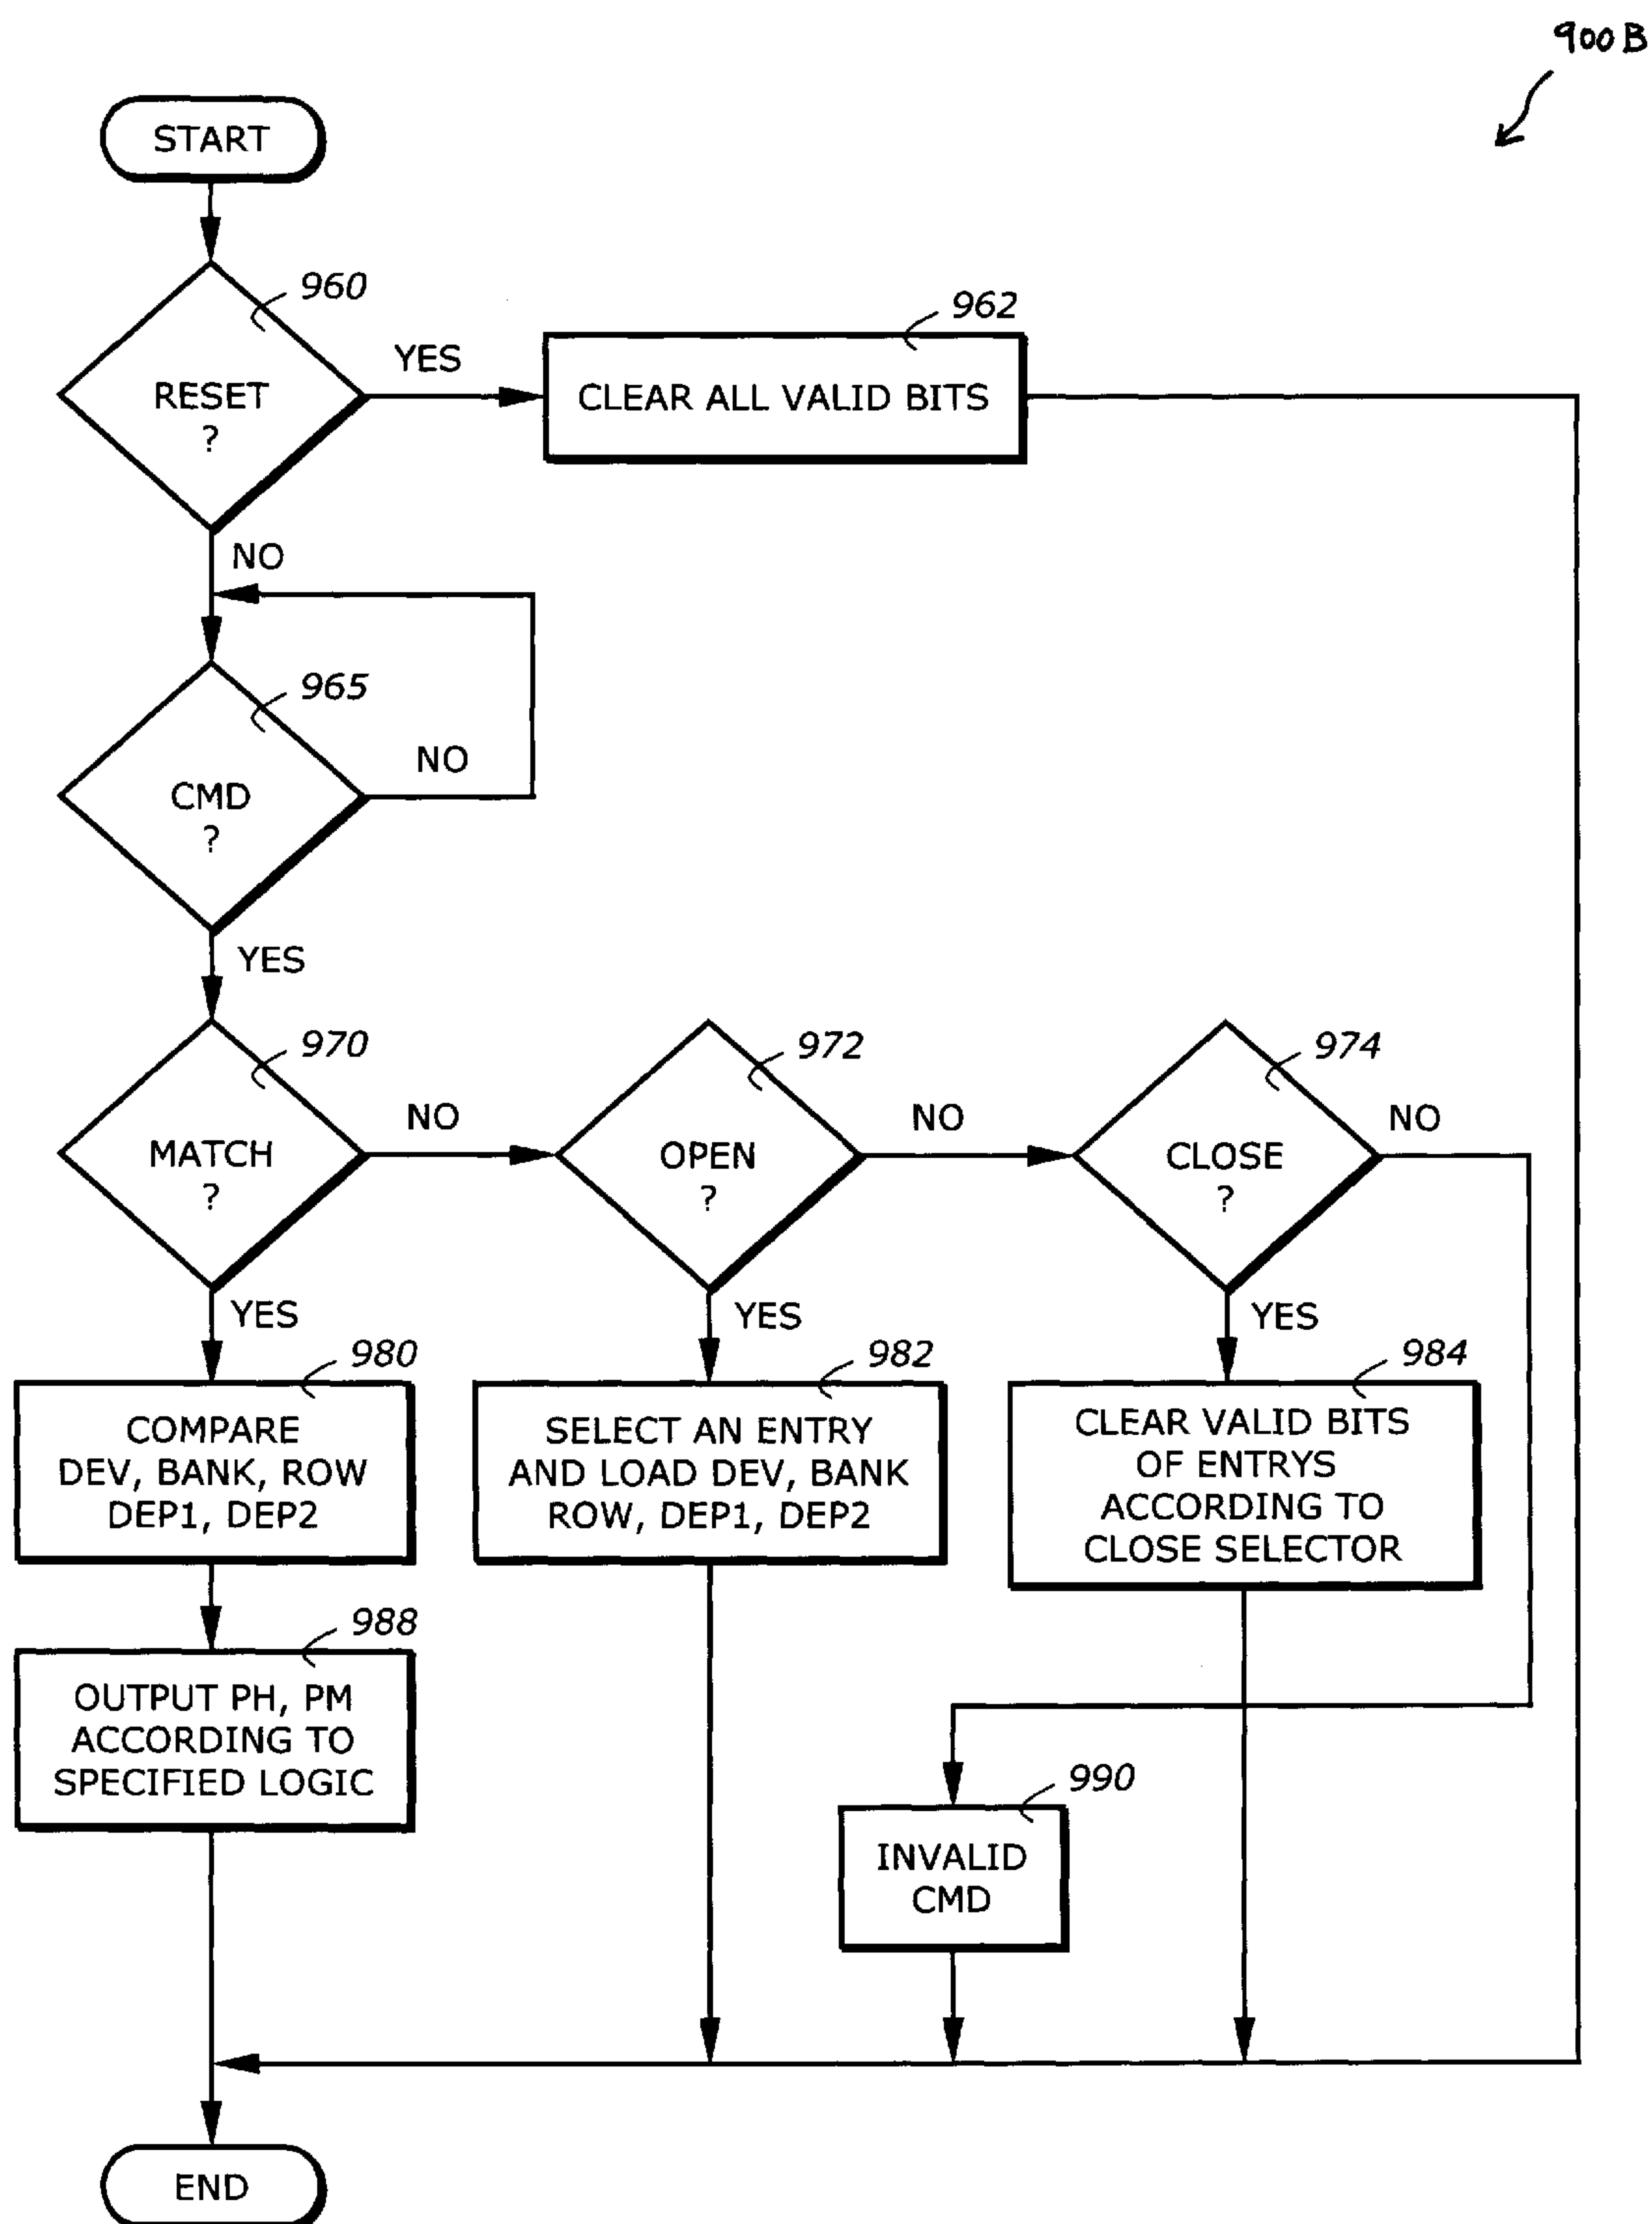 900B
START
960
RESET
?
YES
962
CLEAR ALL VALID BITS
NO
965
CMD
?
NO
YES
970
MATCH
?
NO
972
OPEN
?
NO
974
CLOSE
?
NO
YES
YES
YES
980
COMPARE
DEV, BANK, ROW
DEP1, DEP2
982
SELECT AN ENTRY
AND LOAD DEV, BANK
ROW, DEP1, DEP2
984
CLEAR VALID BITS
OF ENTRYS
ACCORDING TO
CLOSE SELECTOR
988
OUTPUT PH, PM
ACCORDING TO
SPECIFIED LOGIC
990
INVALID
CMD
END